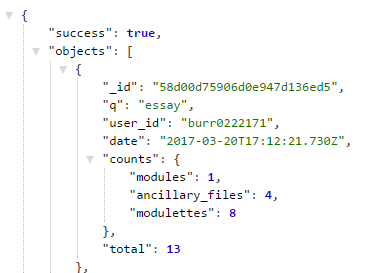 {
"success": true,
"objects": [
{
"_id": "58d00d75906d0e947d136ed5",
"q": "essay",
"user_id": "burr0222171",
"date": "2017-03-20T17:12:21.730Z",
"counts": {
"modules": 1,
"ancillary_files": 4,
"modulettes": 8
},
"total": 13
},